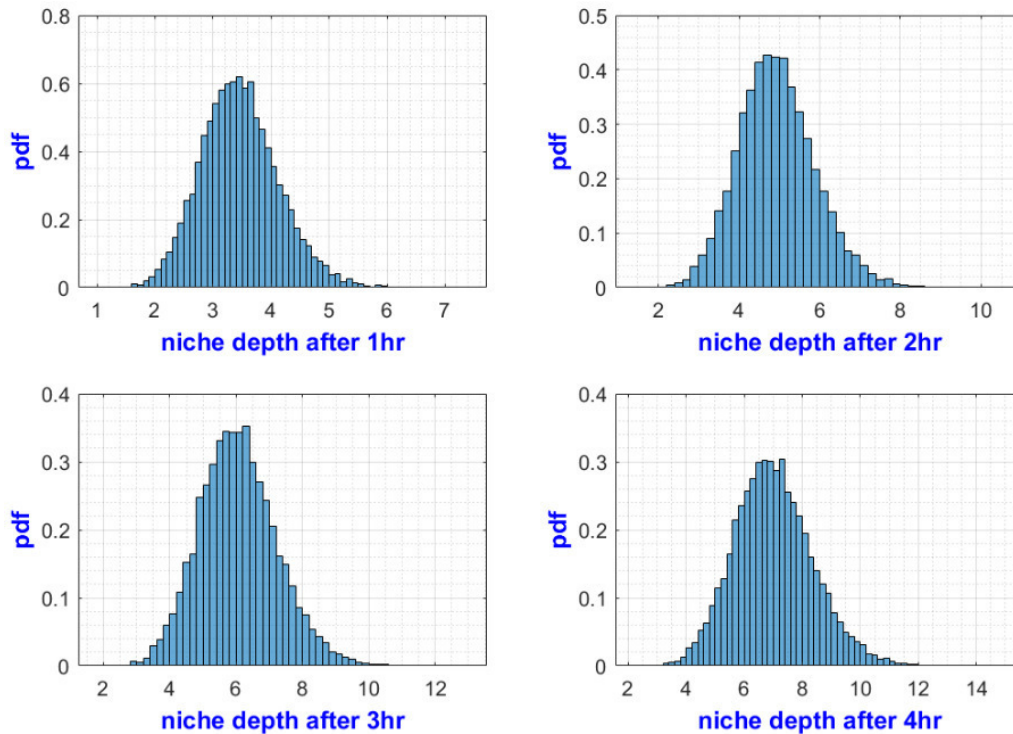 0.8
0.6
0.4
0.2
0
pdf
1 2 3 4 5 6 7
niche depth after 1hr
0.5
0.4
0.3
0.2
0.1
0
pdf
2 4 6 8 10
niche depth after 2hr
0.4
0.3
0.2
0.1
0
pdf
2 4 6 8 10 12
niche depth after 3hr
0.4
0.3
0.2
0.1
0
pdf
2 4 6 8 10 12 14
niche depth after 4hr